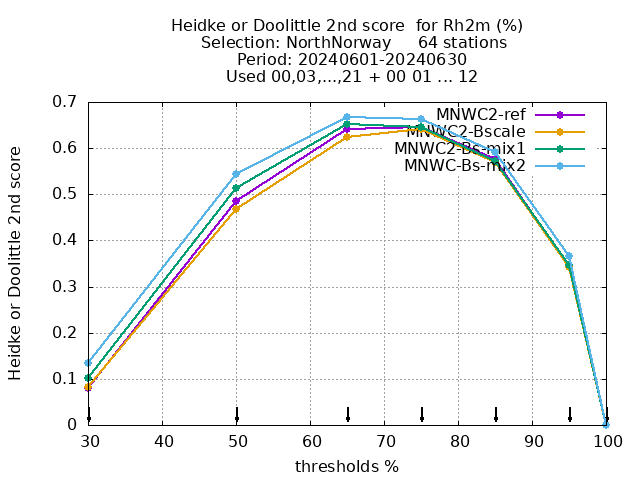 Heidke or Doolittle 2nd score  for Rh2m (%)
Selection: NorthNorway     64 stations
Period: 20240601-20240630
Used 00,03,...,21 + 00 01 ... 12
Heidke or Doolittle 2nd score
0.7
0.6
0.5
0.4
0.3
0.2
0.1
0
MNWC2-ref
MNWC2-Bscale
MNWC2-Bs-mix1
MNWC-Bs-mix2
30 40 50 60 70 80 90 100
thresholds %